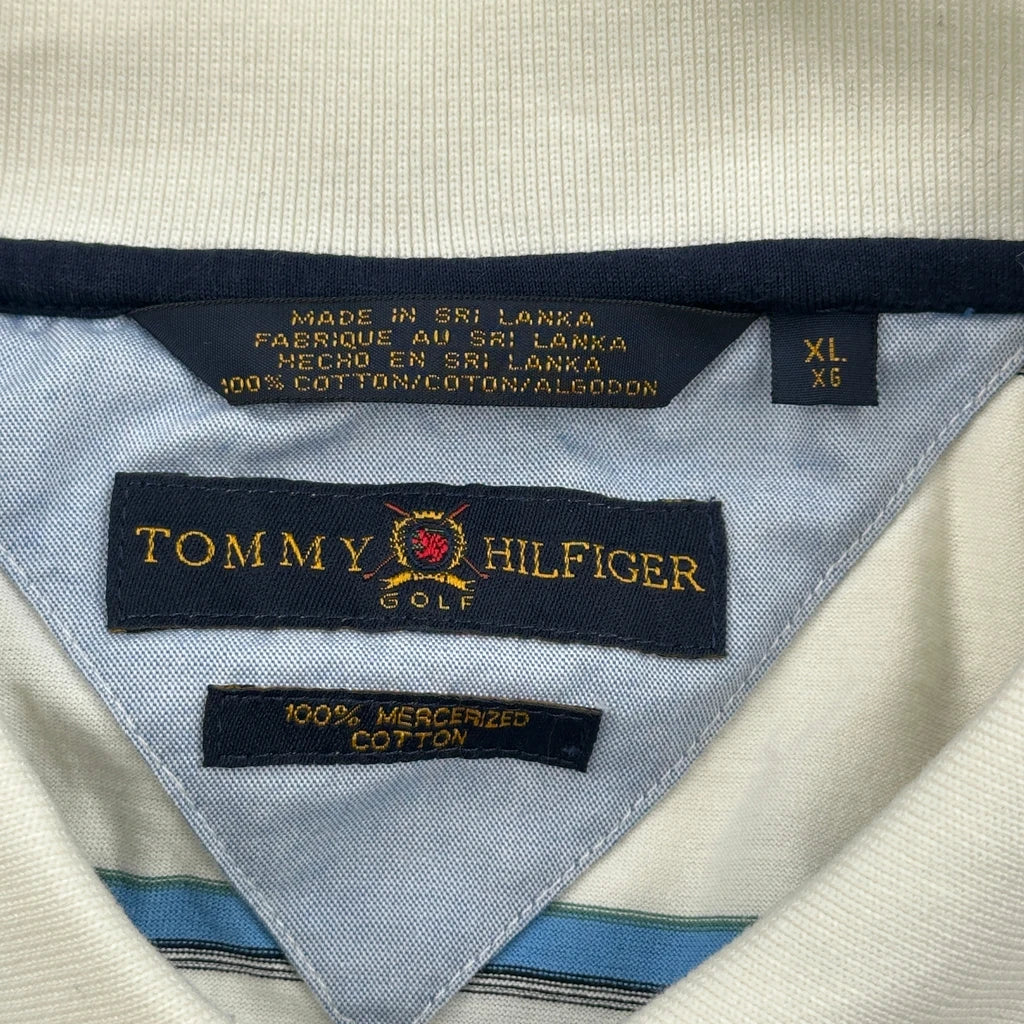 MADE IN SRI LANKA
FABRIQUE AU SRI LANKA
HECHO EN SRI LANKA
100% COTTON/COTON/ALGODON
XL
XG
TOMMY HILFIGER
GOLF
100% MERCERIZED
COTTON